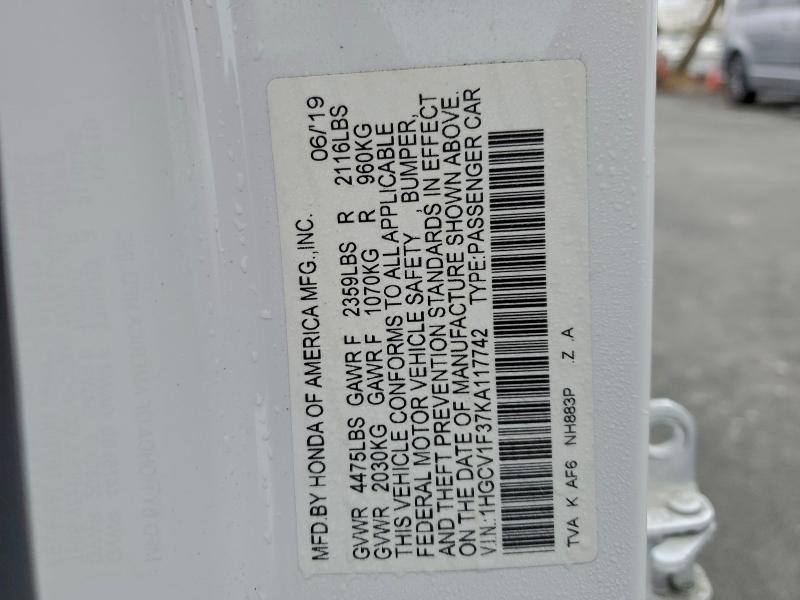 MFD.BY HONDA OF AMERICA MFG.,INC. 06/'19
GVWR 4475LBS GAWR F 2359LBS R 2116LBS
GVWR 2030KG GAWR F 1070KG R 960KG
THIS VEHICLE CONFORMS TO ALL APPLICABLE
FEDERAL MOTOR VEHICLE SAFETY, BUMPER,
AND THEFT PREVENTION STANDARDS IN EFFECT
ON THE DATE OF MANUFACTURE SHOWN ABOVE.
V.I.N.:1HGCV1F37KA117742 TYPE:PASSENGER CAR
TVA K AF6 NH883P .Z .A